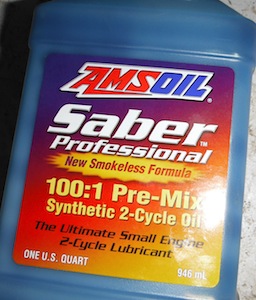 AMSOIL
Saber™
Professional
New Smokeless Formula
100:1 Pre-Mix
Synthetic 2-Cycle Oil
The Ultimate Small Engine
2-Cycle Lubricant
ONE U.S. QUART 946 mL